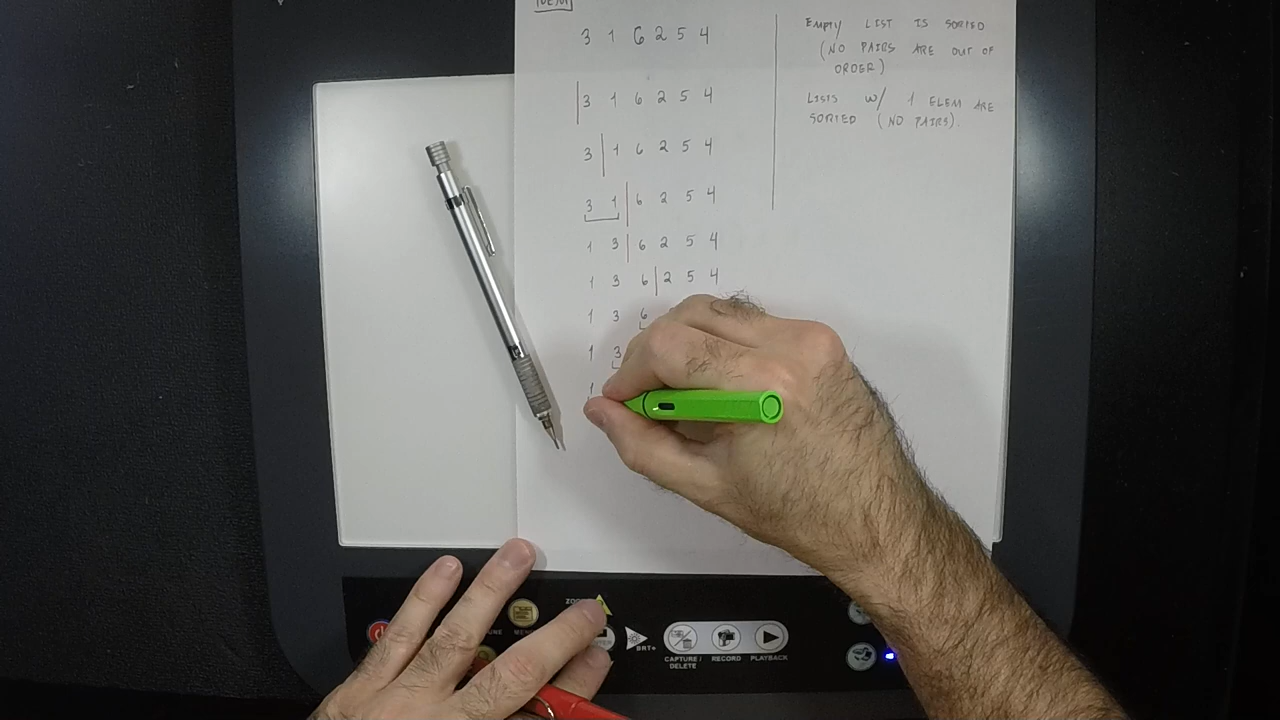 3 1 6 2 5 4
3 1 6 2 5 4
3 1 6 2 5 4
3 1 6 2 5 4
1 3 6 2 5 4
1 3 6 2 5 4
1 3 6
1 3
1
EMPTY LIST IS SORTED
(NO PAIRS ARE OUT OF
ORDER)
LISTS W/ 1 ELEM ARE
SORTED (NO PAIRS).
BRT+
CAPTURE /
DELETE
RECORD
PLAYBACK